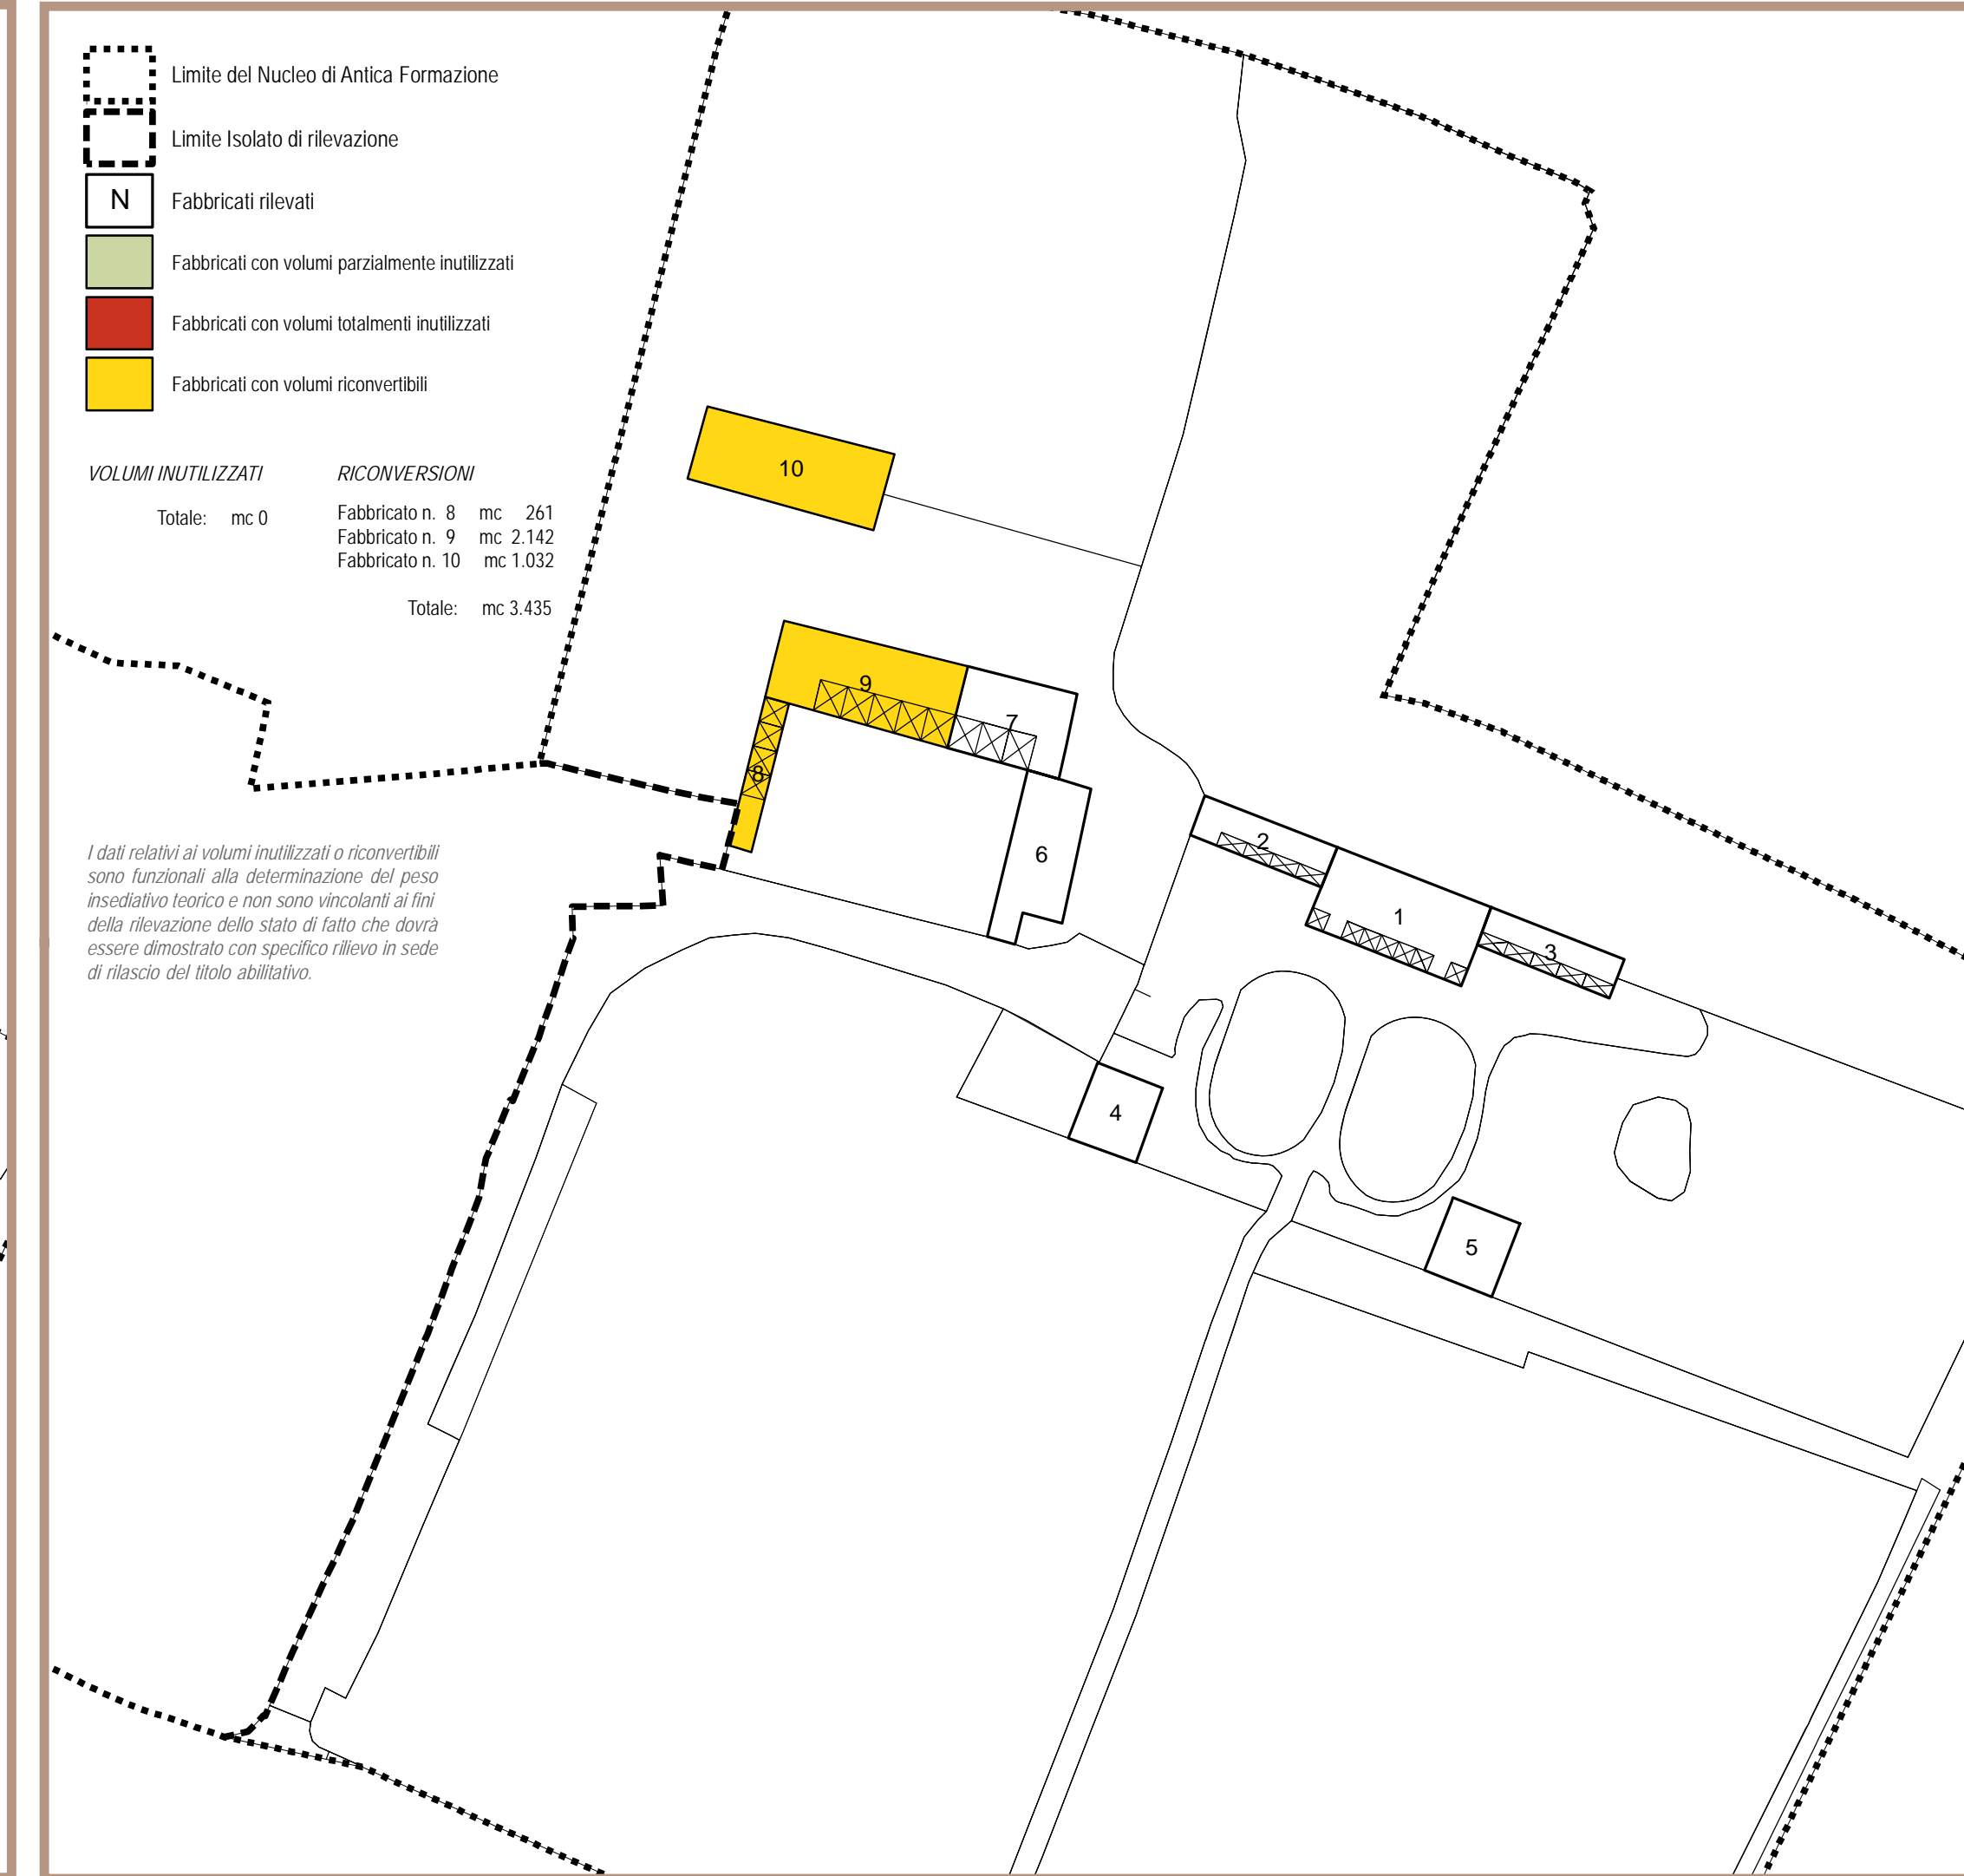 Limite del Nucleo di Antica Formazione
Limite Isolato di rilevazione
N Fabbricati rilevati
Fabbricati con volumi parzialmente inutilizzati
Fabbricati con volumi totalmenti inutilizzati
Fabbricati con volumi riconvertibili
VOLUMI INUTILIZZATI
Totale: mc 0
RICONVERSIONI
Fabbricato n. 8 mc 261
Fabbricato n. 9 mc 2.142
Fabbricato n. 10 mc 1.032
Totale: mc 3.435
I dati relativi ai volumi inutilizzati o riconvertibili
sono funzionali alla determinazione del peso
insediativo teorico e non sono vincolanti ai fini
della rilevazione dello stato di fatto che dovrà
essere dimostrato con specifico rilievo in sede
di rilascio del titolo abilitativo.
10
9
7
8
6
2
1
3
4
5